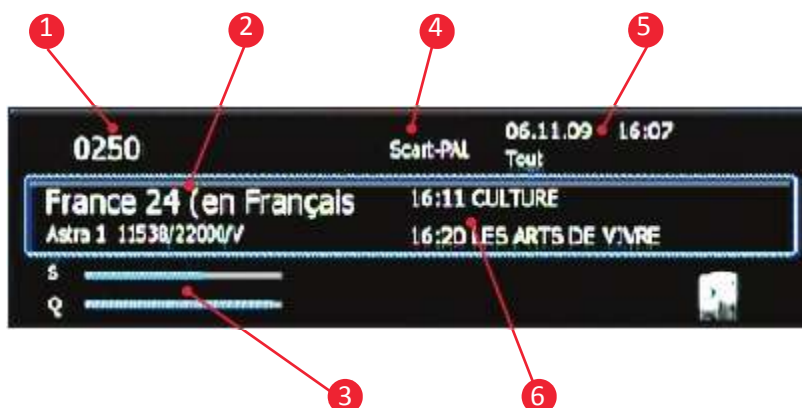 1
2
4
5
0250
Scart-PAL
06.11.09 16:07
Tout
France 24 (en Français
16:11 CULTURE
Astra 1 11538/22000/V
16:20 LES ARTS DE VIVRE
S
Q
3
6